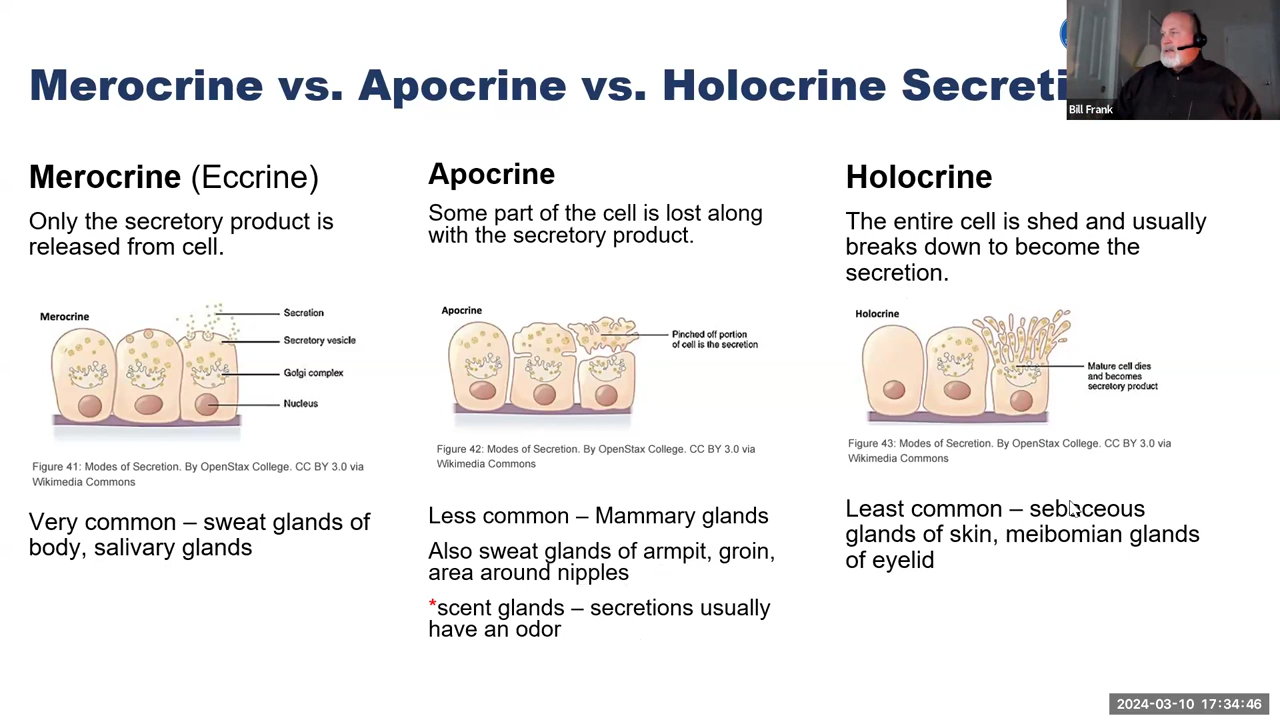 Merocrine vs. Apocrine vs. Holocrine Secreti
Bill Frank
Merocrine (Eccrine)
Only the secretory product is
released from cell.
Merocrine
Secretion
Secretory vesicle
Golgi complex
Nucleus
Figure 41: Modes of Secretion. By OpenStax College. CC BY 3.0 via
Wikimedia Commons
Very common – sweat glands of
body, salivary glands
Apocrine
Some part of the cell is lost along
with the secretory product.
Apocrine
Pinched off portion
of cell is the secretion
Figure 42: Modes of Secretion. By OpenStax College. CC BY 3.0 via
Wikimedia Commons
Less common – Mammary glands
Also sweat glands of armpit, groin,
area around nipples
*scent glands – secretions usually
have an odor
Holocrine
The entire cell is shed and usually
breaks down to become the
secretion.
Holocrine
Mature cell dies
and becomes
secretory product
Figure 43: Modes of Secretion. By OpenStax College. CC BY 3.0 via
Wikimedia Commons
Least common – sebaceous
glands of skin, meibomian glands
of eyelid
2024-03-10 17:34:46